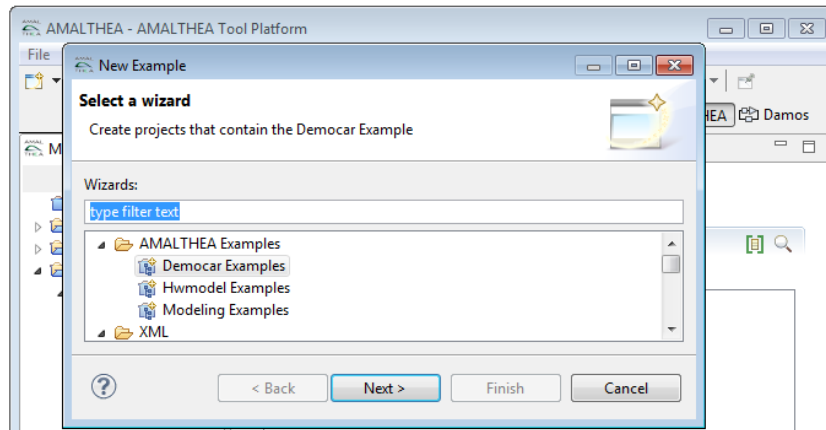 AMALTHEA - AMALTHEA Tool Platform
File
New Example
Select a wizard
Create projects that contain the Democar Example
HEA Damos
M
Wizards:
type filter text
AMALTHEA Examples
Democar Examples
Hwmodel Examples
Modeling Examples
XML
< Back Next > Finish Cancel